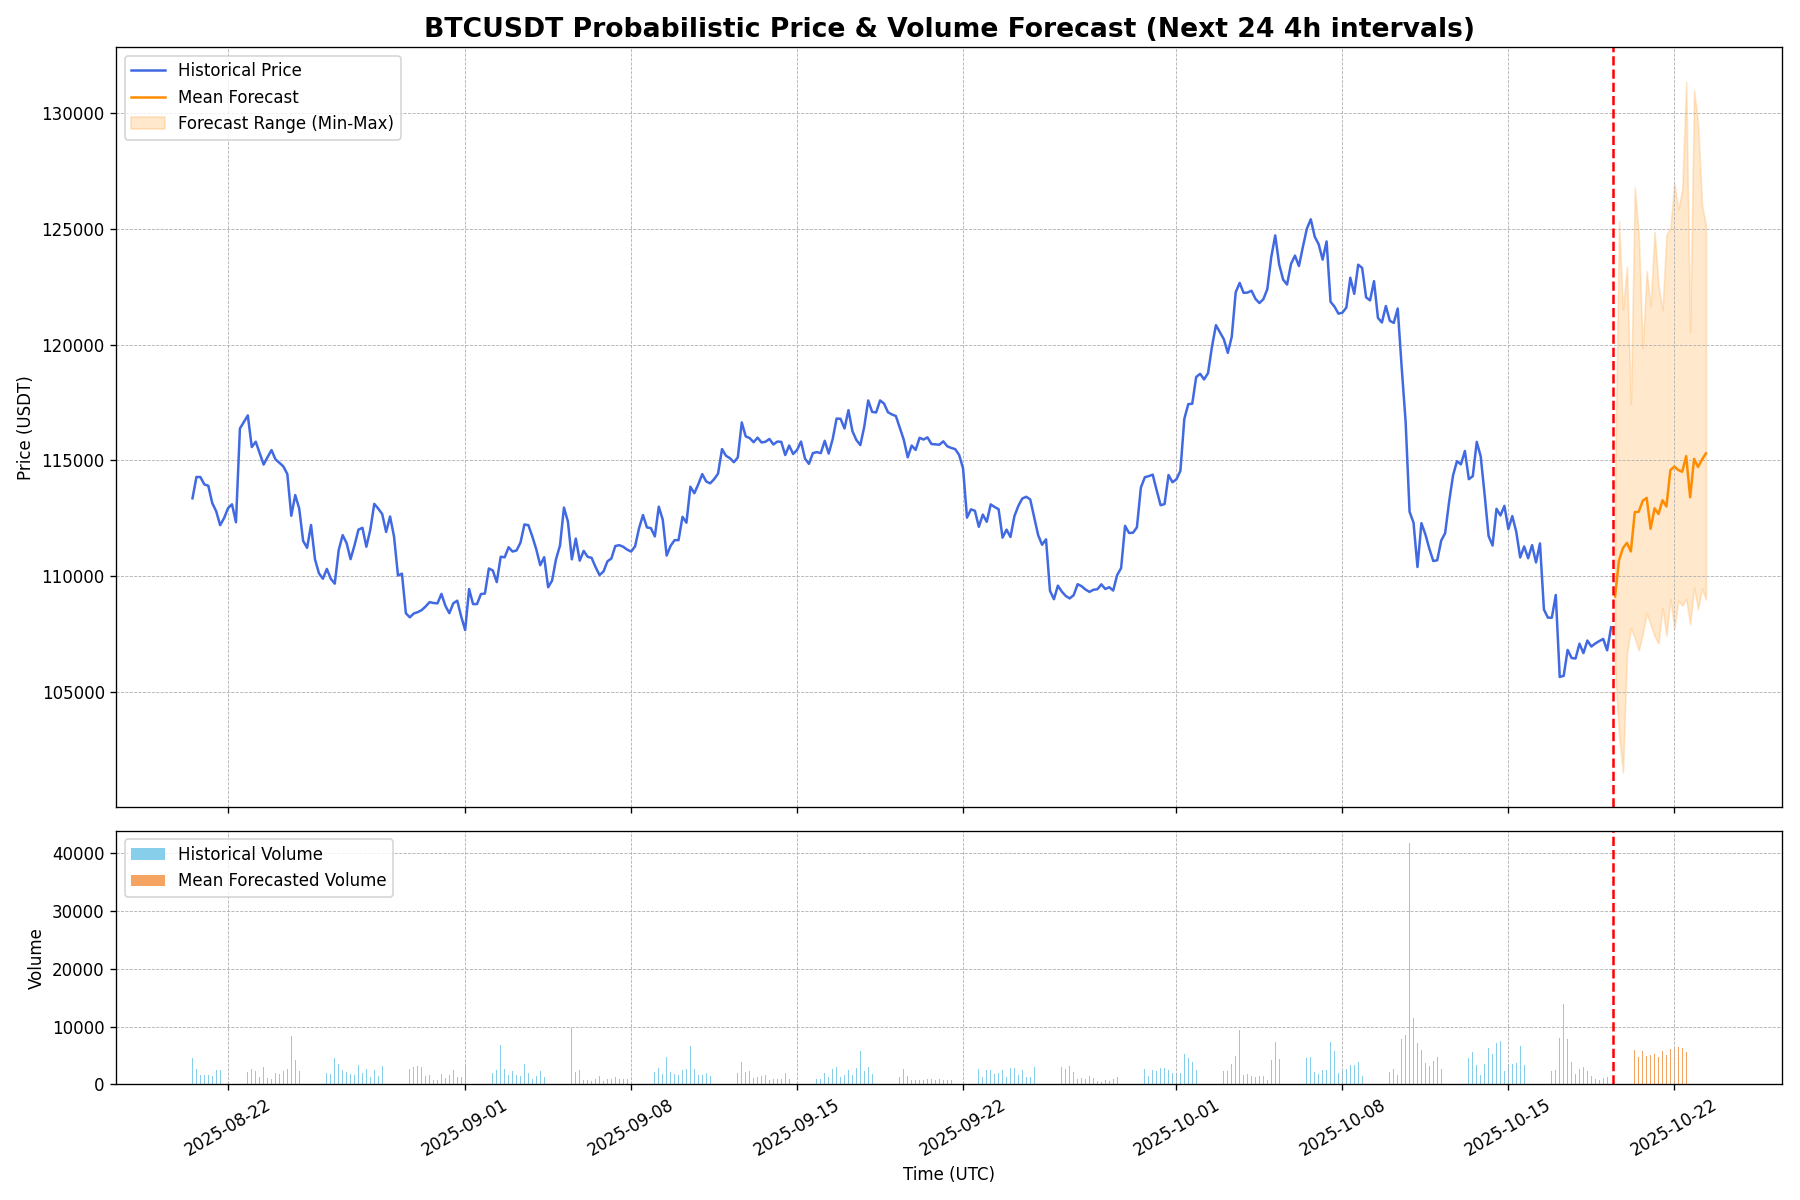 BTCUSDT Probabilistic Price & Volume Forecast (Next 24 4h intervals)
Historical Price
Mean Forecast
Forecast Range (Min-Max)
130000
125000
120000
115000
110000
105000
Price (USDT)
Historical Volume
Mean Forecasted Volume
40000
30000
20000
10000
0
Volume
2025-08-22
2025-09-01
2025-09-08
2025-09-15
2025-09-22
2025-10-01
2025-10-08
2025-10-15
2025-10-22
Time (UTC)